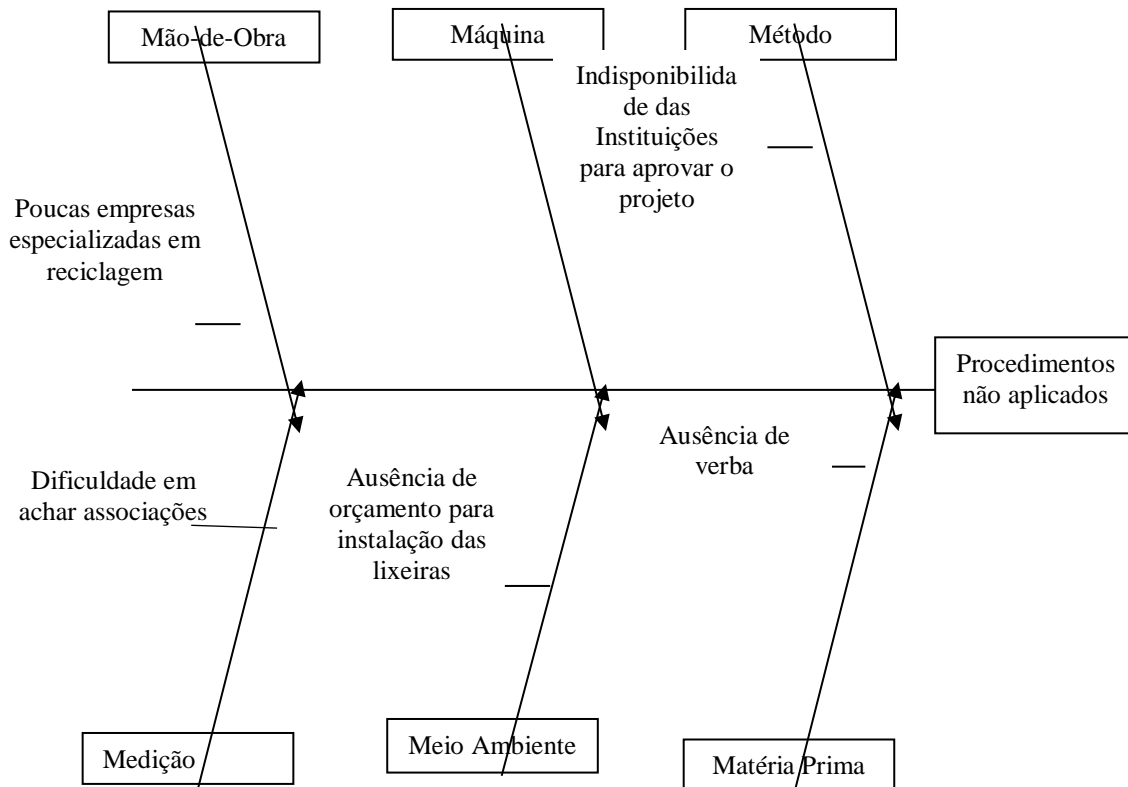 Mão-de-Obra
Máquina
Método
Indisponibilida
de das
Instituições
para aprovar o
projeto
Poucas empresas
especializadas em
reciclagem
Procedimentos
não aplicados
Ausência de
verba
Dificuldade em
achar associações
Ausência de
orçamento para
instalação das
lixeiras
Medição
Meio Ambiente
Matéria Prima